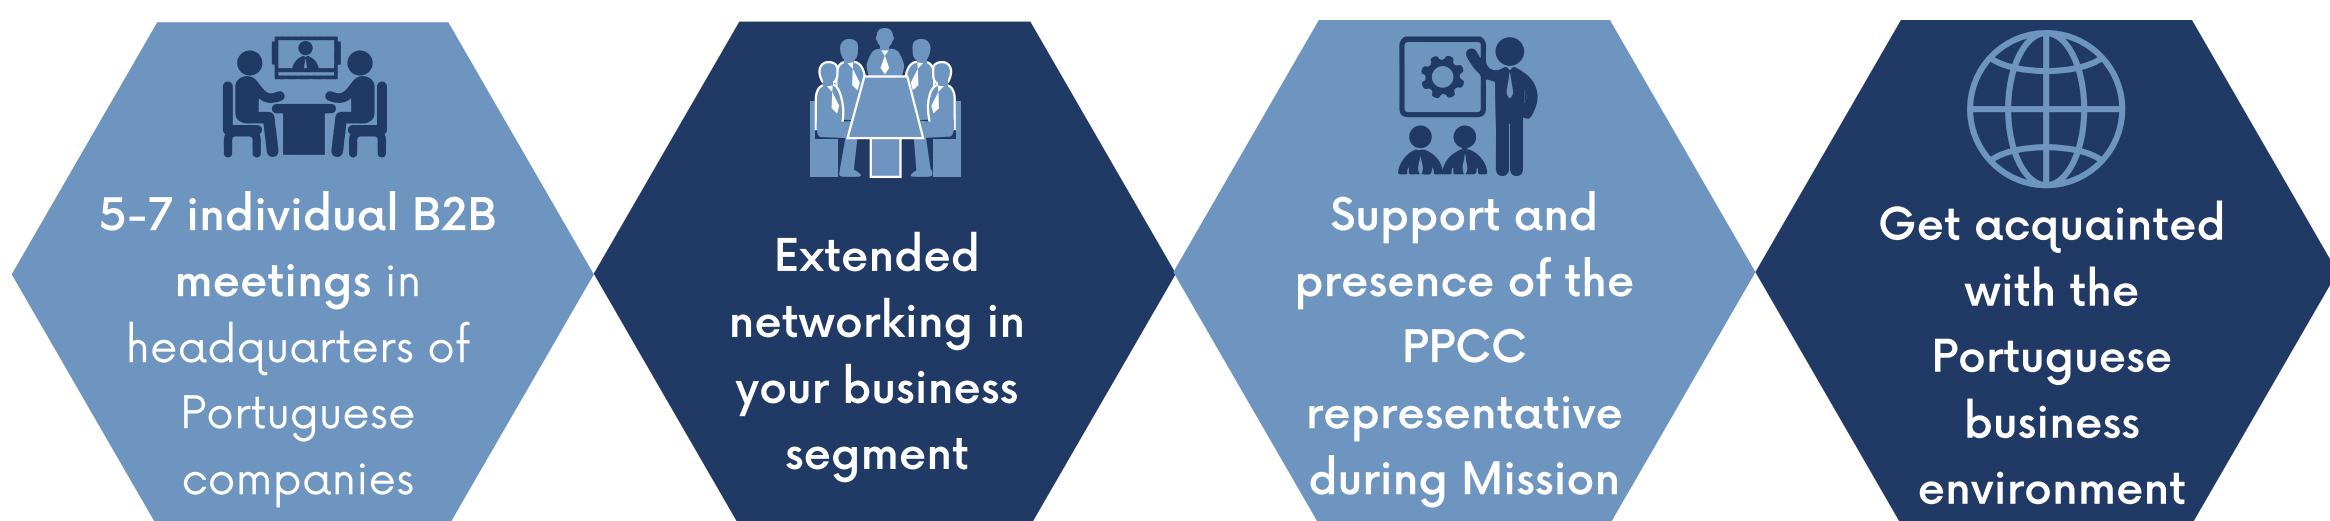 5-7 individual B2B
meetings in
headquarters of
Portuguese
companies
Extended
networking in
your business
segment
Support and
presence of the
PPCC
representative
during Mission
Get acquainted
with the
Portuguese
business
environment